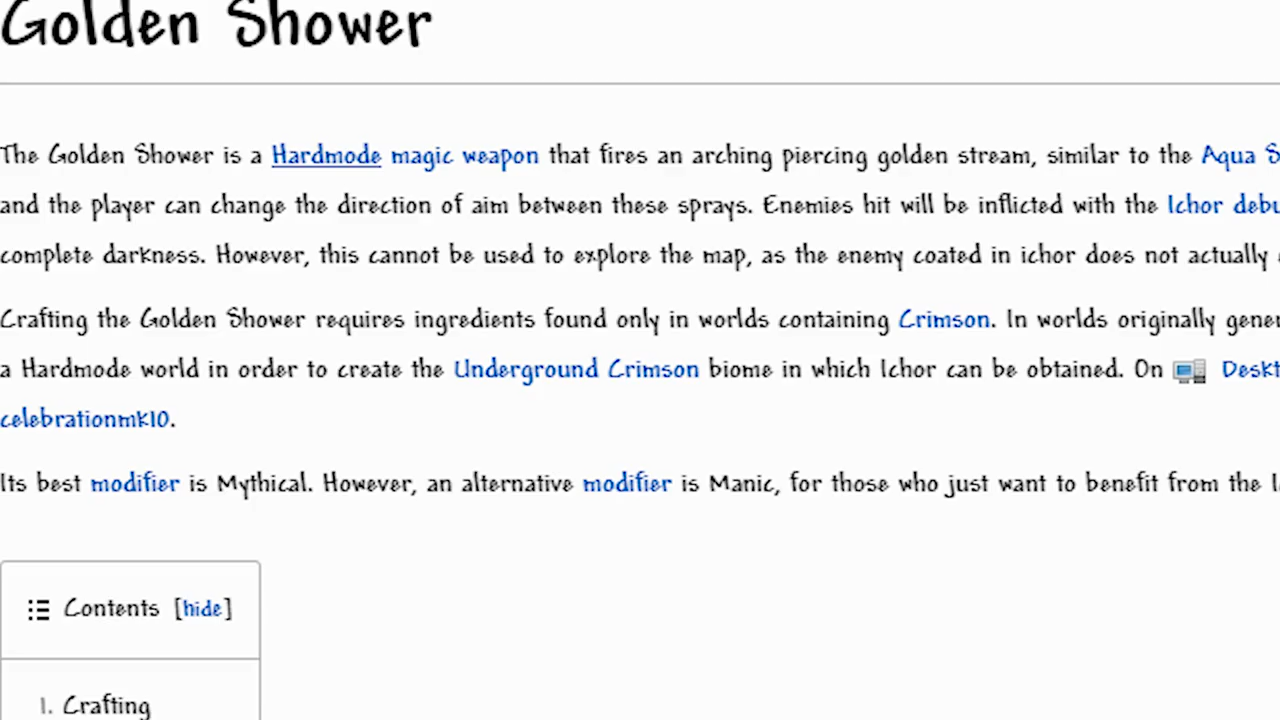 Golden Shower
The Golden Shower is a Hardmode magic weapon that fires an arching piercing golden stream, similar to the Aqua
and the player can change the direction of aim between these sprays. Enemies hit will be inflicted with the Ichor
complete darkness. However, this cannot be used to explore the map, as the enemy coated in ichor does not actually
Crafting the Golden Shower requires ingredients found only in worlds containing Crimson. In worlds originally
a Hardmode world in order to create the Underground Crimson biome in which Ichor can be obtained. On
celebrationmk10.
Its best modifier is Mythical. However, an alternative modifier is Manic, for those who just want to benefit from the
Contents [hide]
1. Crafting